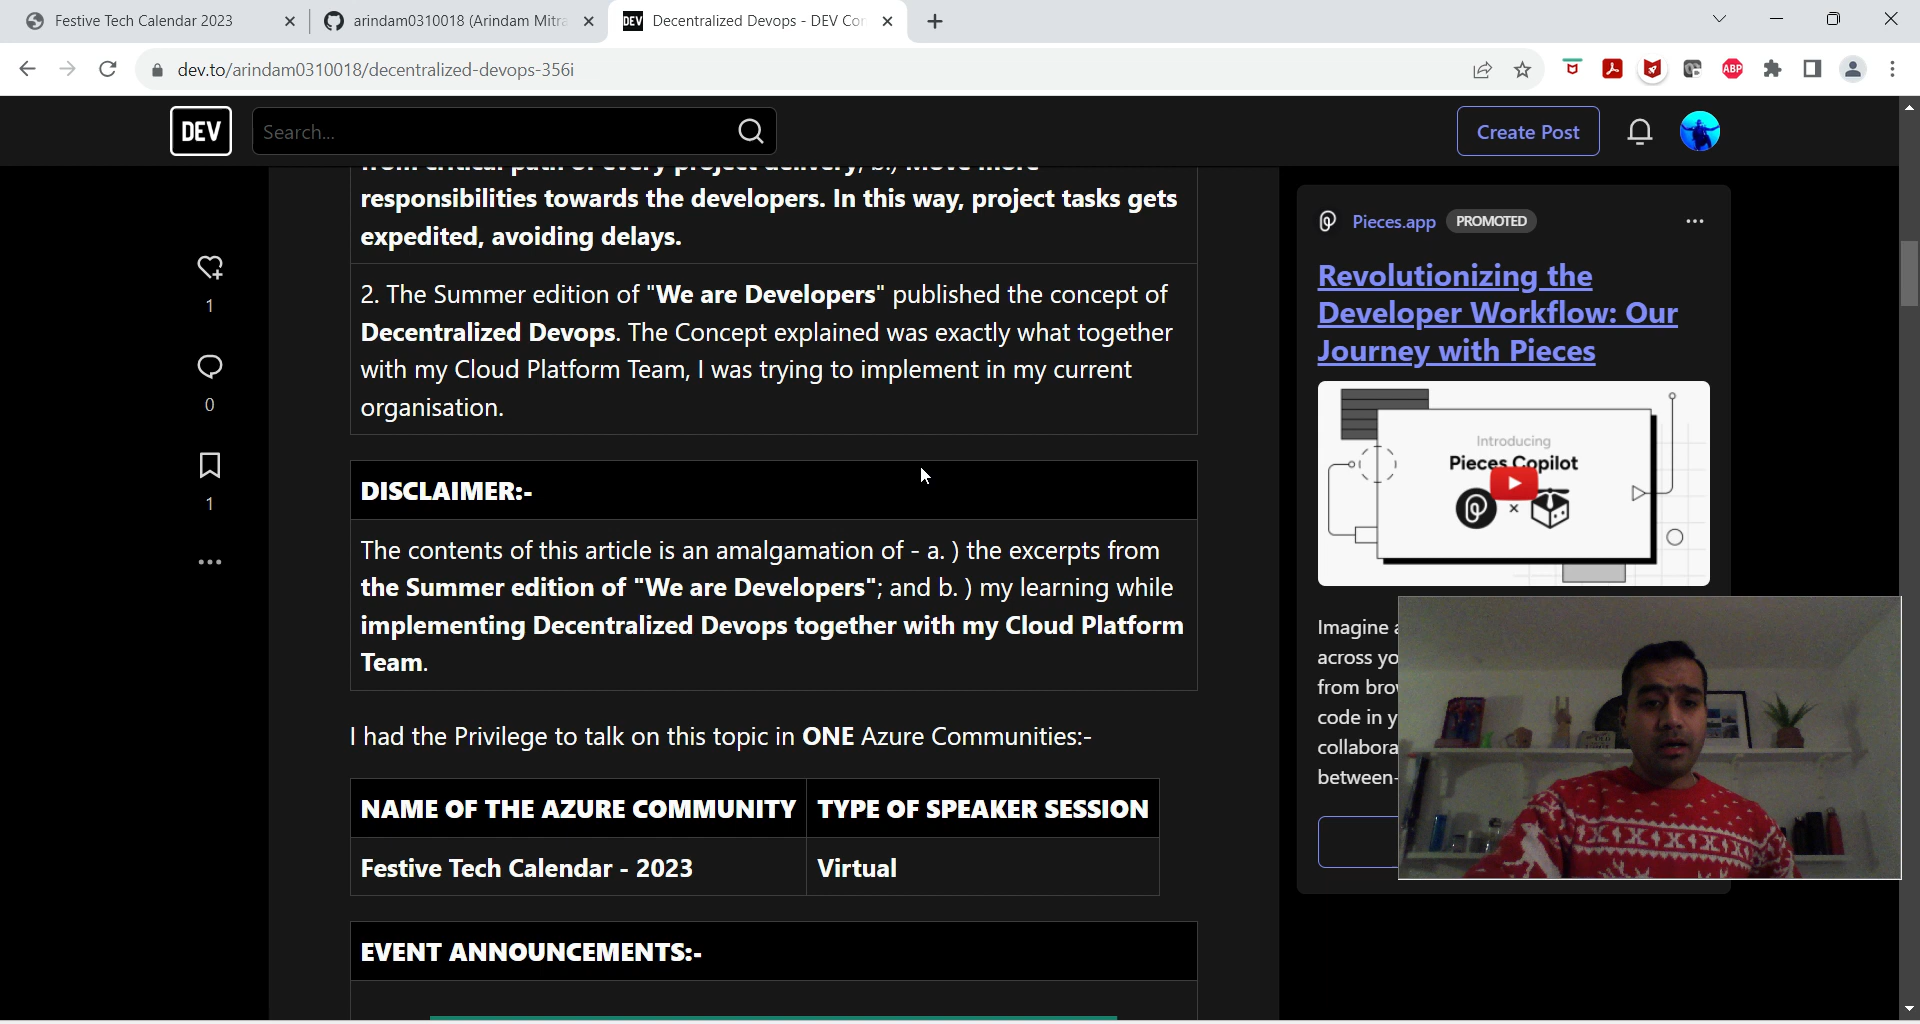 Festive Tech Calendar 2023
arindam0310018 (Arindam Mitra
DEV Decentralized Devops - DEV Co
dev.to/arindam0310018/decentralized-devops-356i
ABP
DEV
Search...
Create Post
from critical path of every project delivery; b.) Move more
responsibilities towards the developers. In this way, project tasks gets
expedited, avoiding delays.
2. The Summer edition of "We are Developers" published the concept of
Decentralized Devops. The Concept explained was exactly what together
with my Cloud Platform Team, I was trying to implement in my current
organisation.
1
0
1
DISCLAIMER:-
The contents of this article is an amalgamation of - a. ) the excerpts from
the Summer edition of "We are Developers"; and b. ) my learning while
implementing Decentralized Devops together with my Cloud Platform
Team.
I had the Privilege to talk on this topic in ONE Azure Communities:-
NAME OF THE AZURE COMMUNITY TYPE OF SPEAKER SESSION
Festive Tech Calendar - 2023 Virtual
EVENT ANNOUNCEMENTS:-
Pieces.app PROMOTED
Revolutionizing the
Developer Workflow: Our
Journey with Pieces
Introducing
Pieces Copilot
×
Imagine
across yo
from bro
code in y
collabora
between-